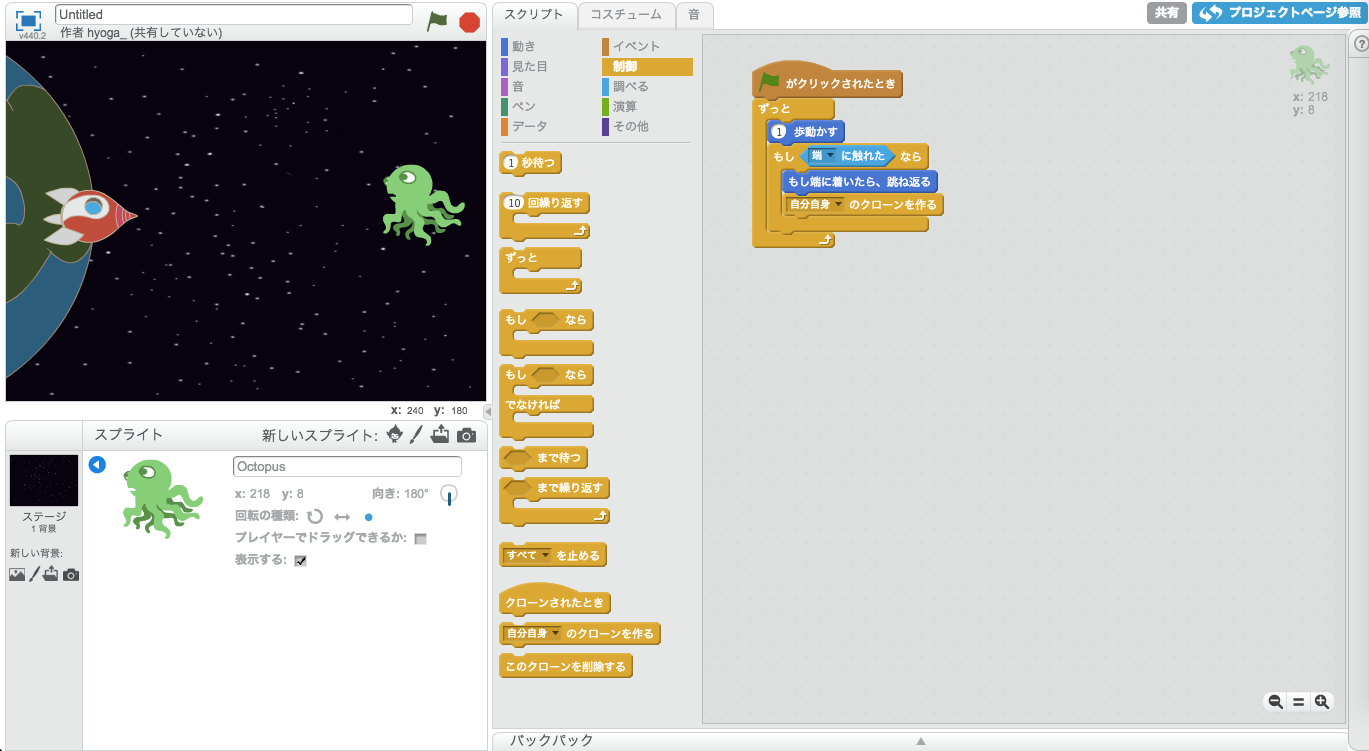 Untitled
v440.2
作者 hyoga_ (共有していない)
x: 240 y: 180
スプライト
新しいスプライト:
ステージ
1 背景
新しい背景:
Octopus
x: 218 y: 8 向き: 180°
回転の種類:
プレイヤーでドラッグできるか:
表示する:
スクリプト
コスチューム
音
動き
イベント
見た目
制御
音
調べる
ペン
演算
データ
その他
1 秒待つ
10 回繰り返す
ずっと
もし なら
もし なら
でなければ
まで待つ
まで繰り返す
すべて を止める
クローンされたとき
自分自身 のクローンを作る
このクローンを削除する
共有
プロジェクトページ参照
?
がクリックされたとき
ずっと
1 歩動かす
もし 端 に触れた なら
もし端に着いたら、跳ね返る
自分自身 のクローンを作る
x: 218
y: 8
バックパック